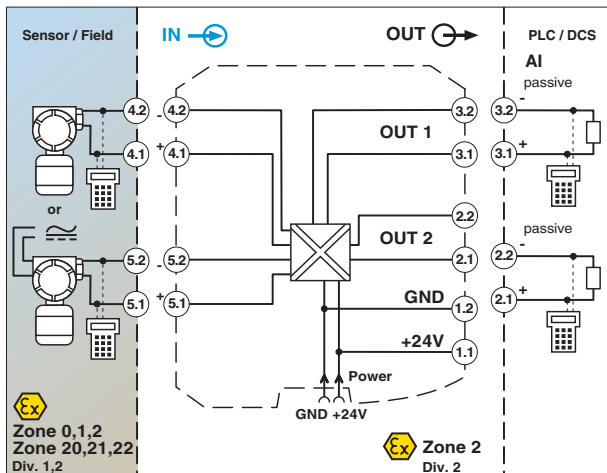 Sensor / Field
IN
OUT
PLC / DCS
AI
passive
4.2
-
4.2
3.2
3.2
-
OUT 1
4.1
+
4.1
3.1
3.1
+
or
2.2
passive
OUT 2
5.2
-
5.2
2.1
2.2
-
5.1
+
5.1
GND
1.2
2.1
+
+24V
1.1
Power
GND +24V
Ex
Zone 0,1,2
Zone 20,21,22
Div. 1,2
Ex
Zone 2
Div. 2